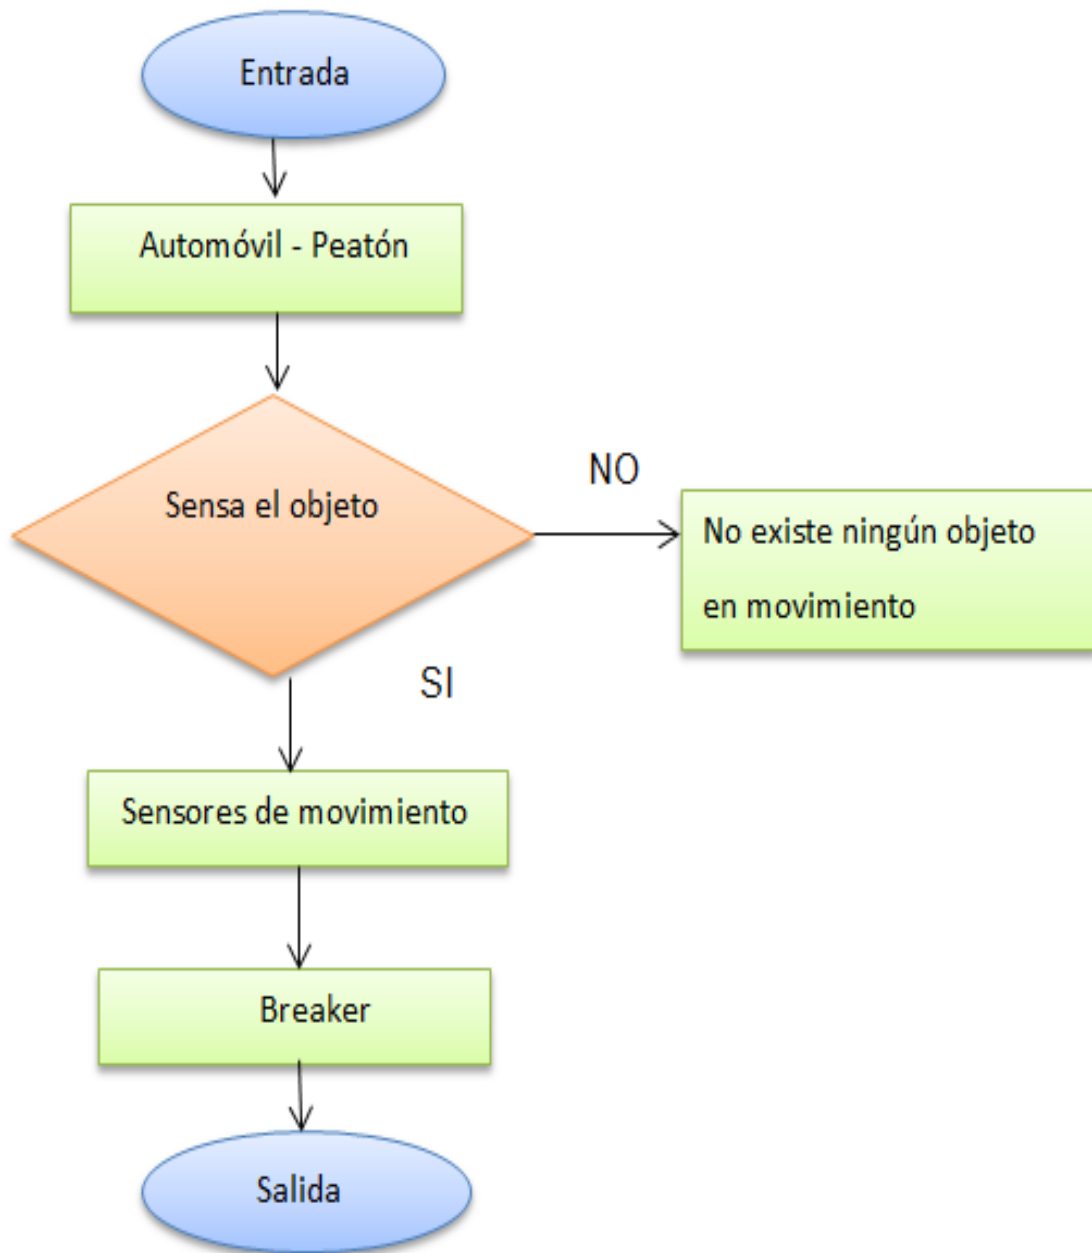 Entrada
Automóvil - Peatón
Sensa el objeto
NO
No existe ningún objeto
en movimiento
SI
Sensores de movimiento
Breaker
Salida